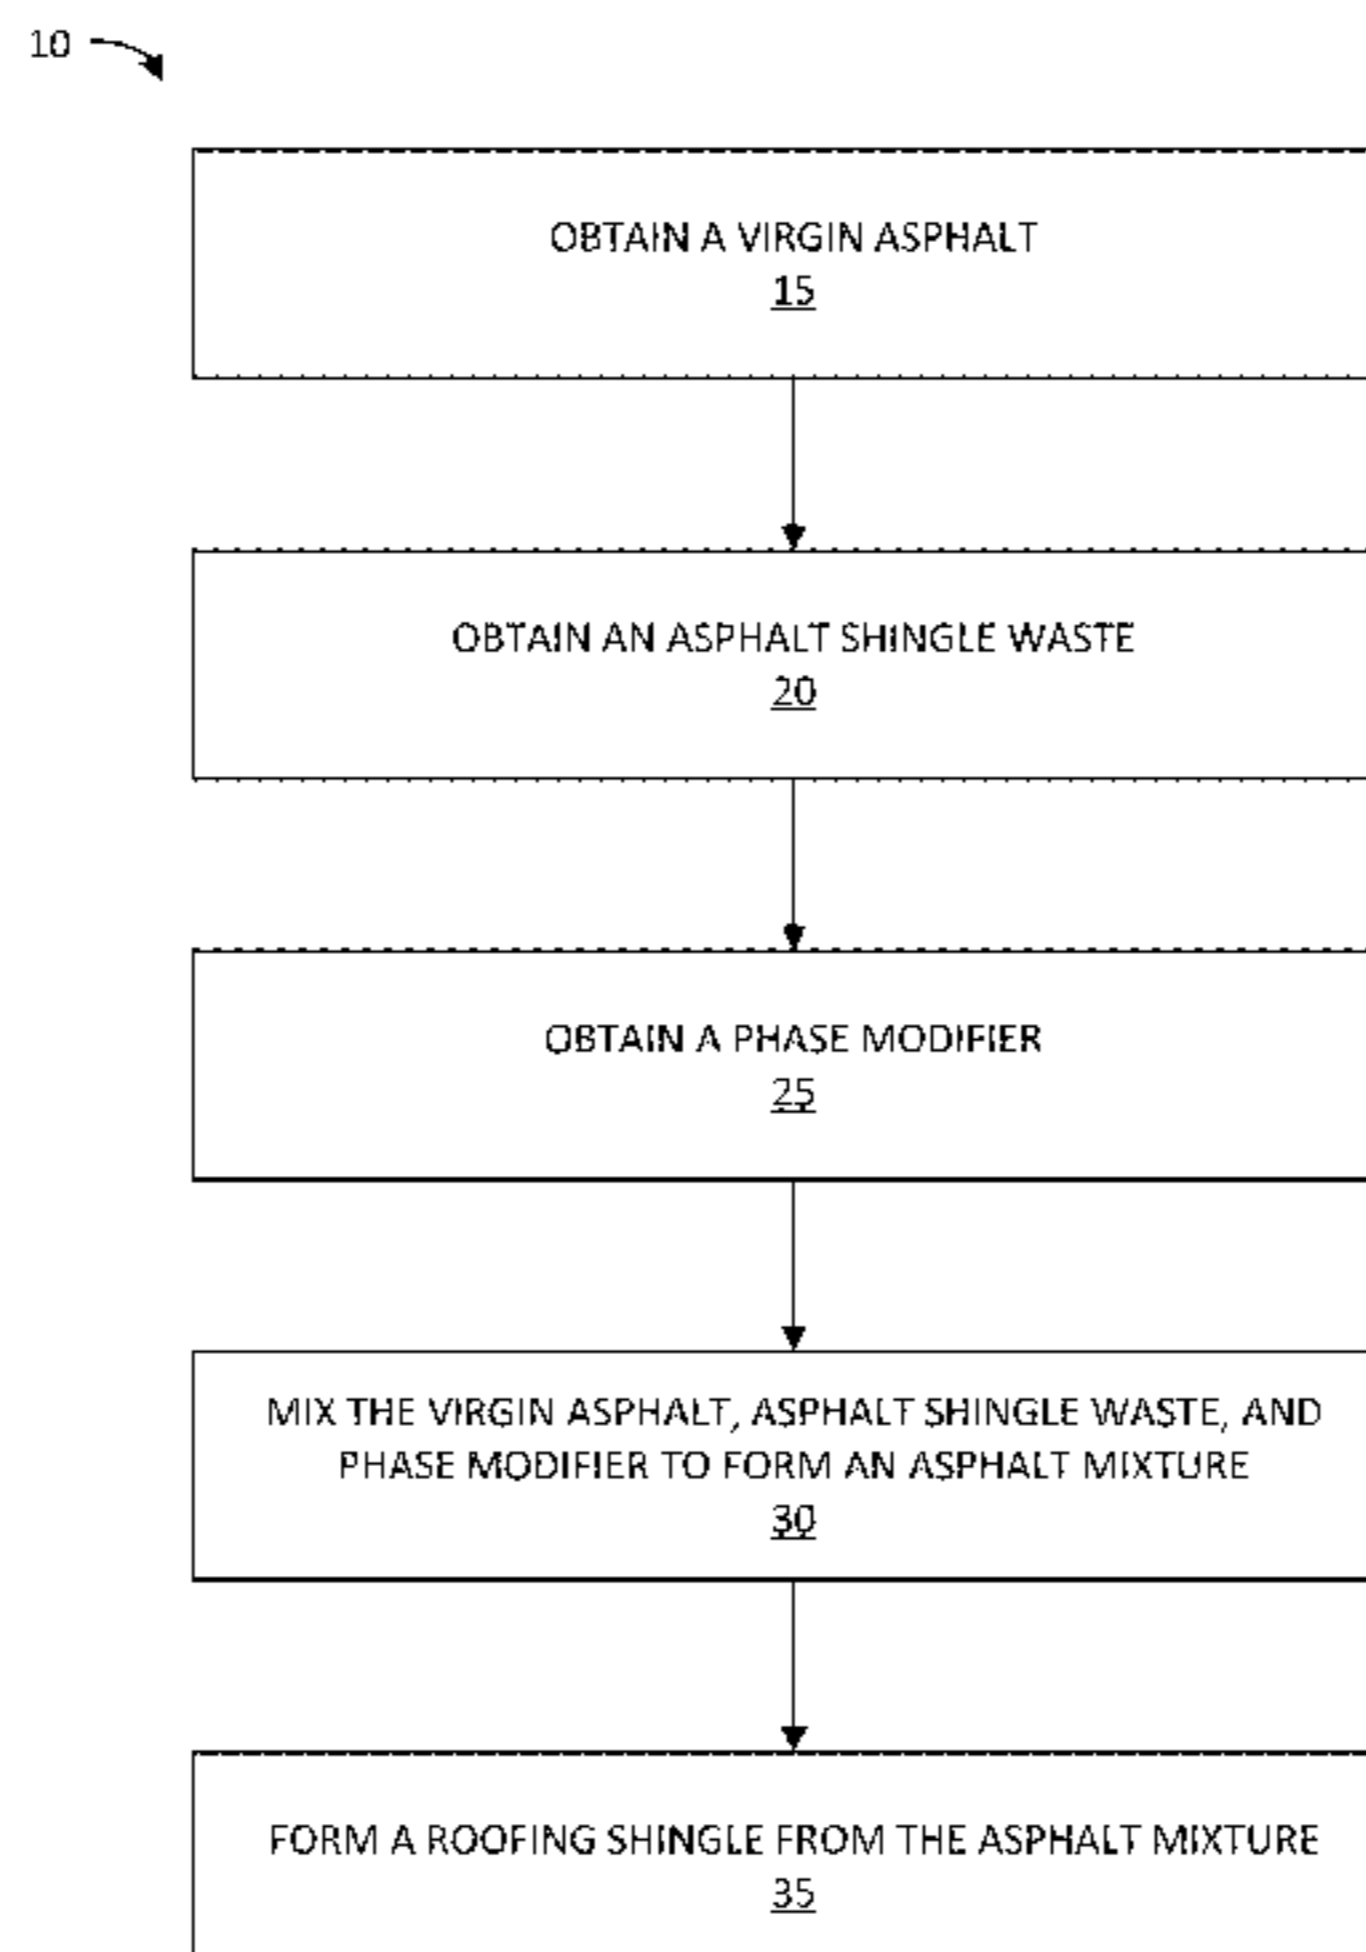 10
OBTAIN A VIRGIN ASPHALT
15
OBTAIN AN ASPHALT SHINGLE WASTE
20
OBTAIN A PHASE MODIFIER
25
MIX THE VIRGIN ASPHALT, ASPHALT SHINGLE WASTE, AND
PHASE MODIFIER TO FORM AN ASPHALT MIXTURE
30
FORM A ROOFING SHINGLE FROM THE ASPHALT MIXTURE
35